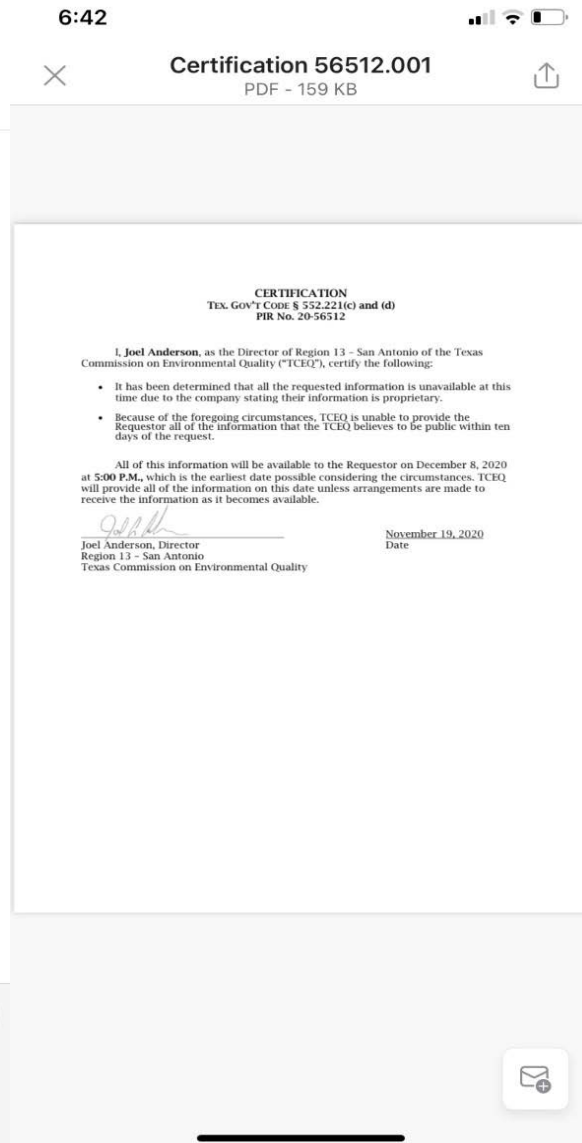 6:42
Certification 56512.001
PDF - 159 KB
CERTIFICATION
TEX. GOV'T CODE § 552.221(c) and (d)
PIR No. 20-56512
I, Joel Anderson, as the Director of Region 13 – San Antonio of the Texas
Commission on Environmental Quality ("TCEQ"), certify the following:
• It has been determined that all the requested information is unavailable at this
time due to the company stating their information is proprietary.
• Because of the foregoing circumstances, TCEQ is unable to provide the
Requestor all of the information that the TCEQ believes to be public within ten
days of the request.
All of this information will be available to the Requestor on December 8, 2020
at 5:00 P.M., which is the earliest date possible considering the circumstances. TCEQ
will provide all of the information on this date unless arrangements are made to
receive the information as it becomes available.
Joel Anderson, Director
November 19, 2020
Date
Region 13 – San Antonio
Texas Commission on Environmental Quality